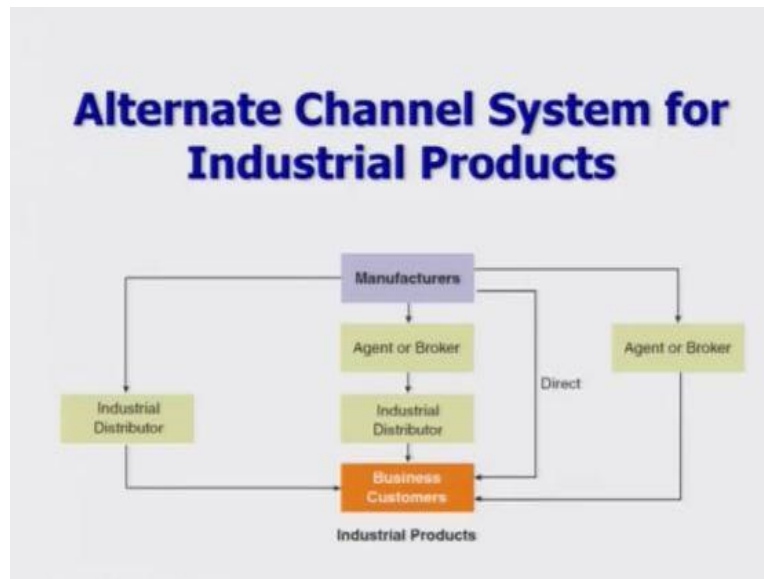 Alternate Channel System for
Industrial Products
Manufacturers
Agent or Broker
Agent or Broker
Direct
Industrial
Distributor
Industrial
Distributor
Business
Customers
Industrial Products